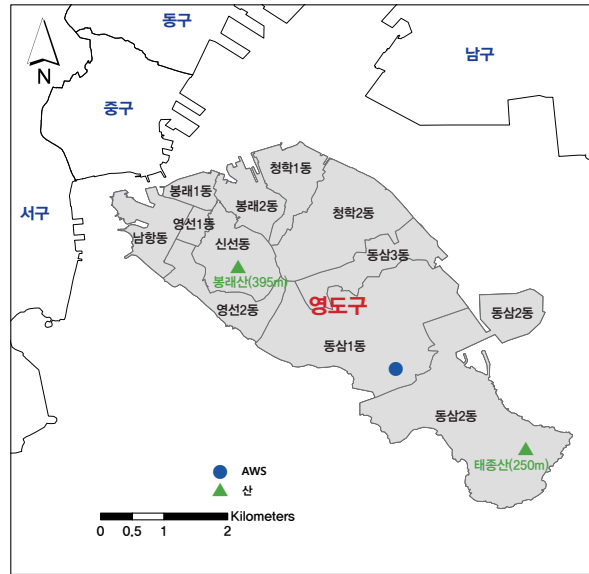 동구
남구
N
중구
서구
청학1동
봉래1동
봉래2동
청학2동
영선1동
남항동
신선동
동삼3동
봉래산(395m)
영선2동
영도구
동삼2동
동삼1동
동삼2동
태종산(250m)
AWS
산
Kilometers
0 0.5 1 2